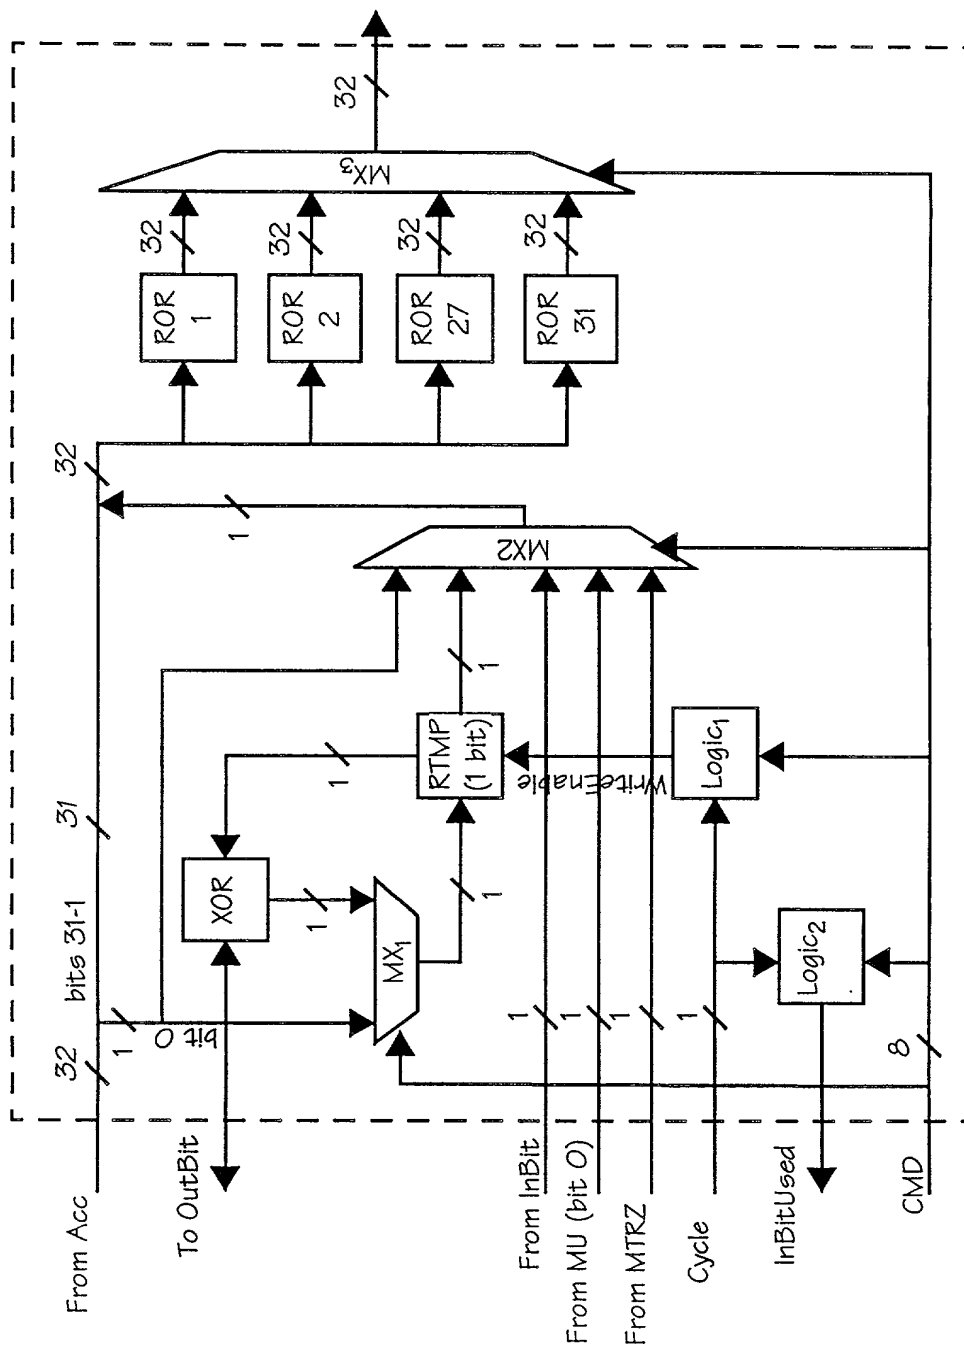 From Acc
To OutBit
From InBit
From MU (bit 0)
From MTRZ
Cycle
InBitUsed
CMD
32
bits 31-1
31
1
bit 0
XOR
1
1
MX1
1
RTMP
(1 bit)
1
WriteEnable
Logic1
Logic2
1
1
1
1
8
MX2
1
32
ROR
1
ROR
2
ROR
27
ROR
31
32
32
32
32
MX3
32